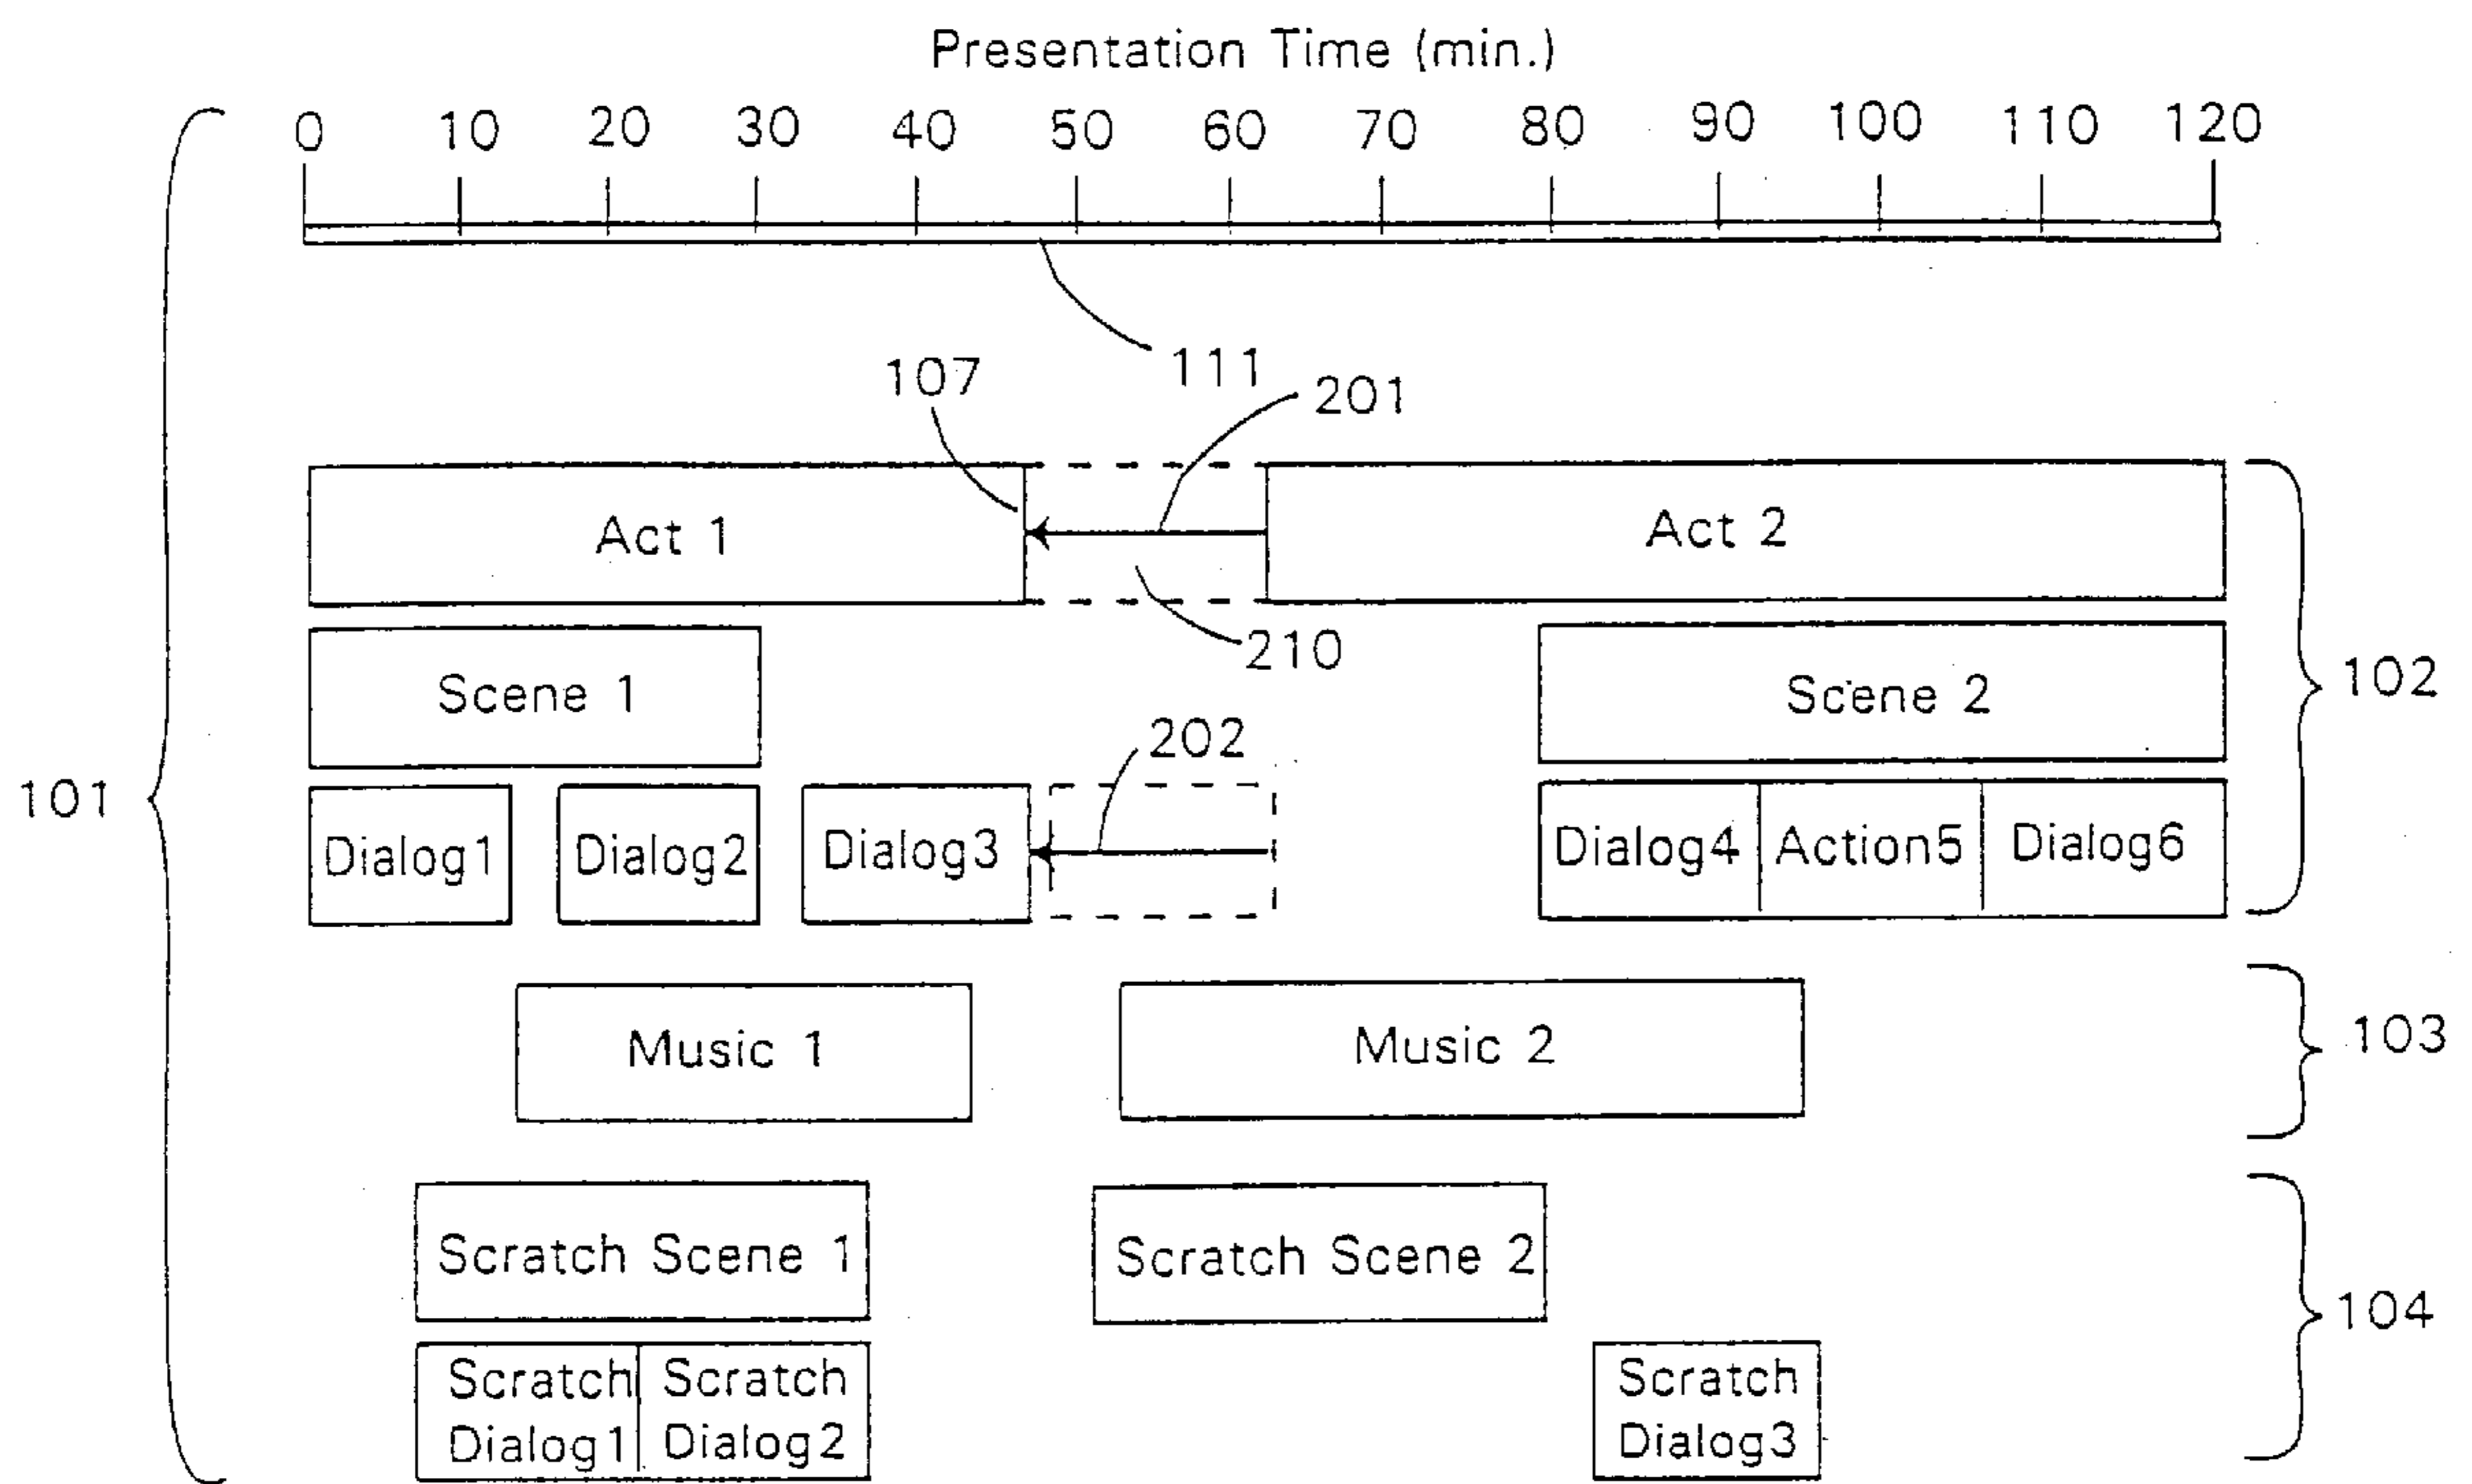 Presentation Time (min.)
0 10 20 30 40 50 60 70 80 90 100 110 120
111
107
201
Act 1
Act 2
210
Scene 1
Scene 2
102
202
101
Dialog1
Dialog2
Dialog3
Dialog4
Action5
Dialog6
Music 1
Music 2
103
Scratch Scene 1
Scratch Scene 2
104
Scratch
Dialog1
Scratch
Dialog2
Scratch
Dialog3